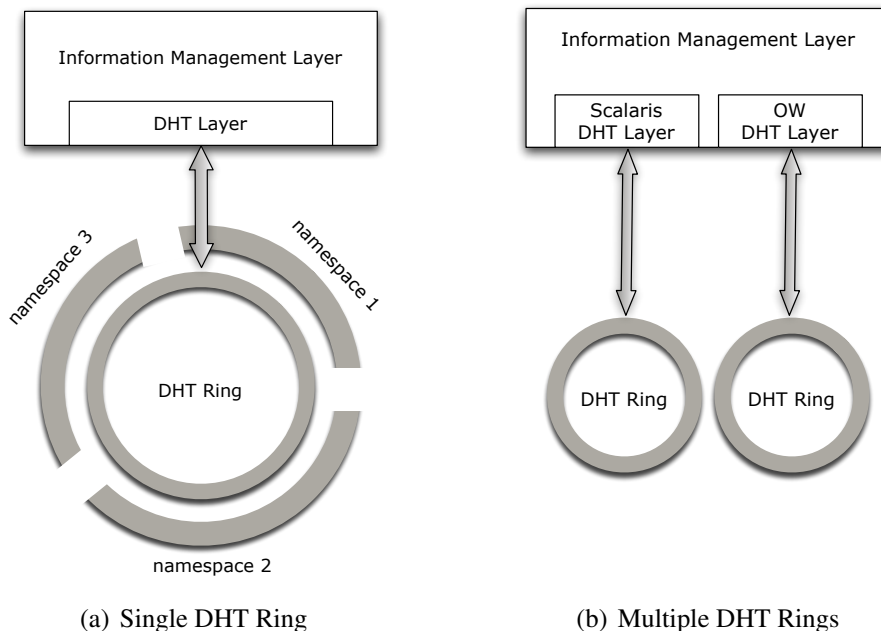 Information Management Layer
DHT Layer
namespace 3
namespace 1
DHT Ring
namespace 2
(a) Single DHT Ring
Information Management Layer
Scalaris
DHT Layer
OW
DHT Layer
DHT Ring
DHT Ring
(b) Multiple DHT Rings